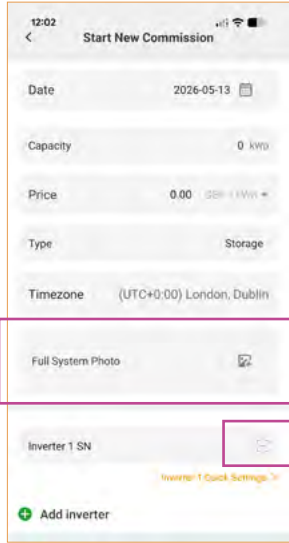 12:02
Start New Commission
Date 2026-05-13
Capacity 0 kWp
Price 0.00
Type Storage
Timezone (UTC+0:00) London, Dublin
Full System Photo
Inverter 1 SN
Inverter 1 Quick Settings >
Add inverter